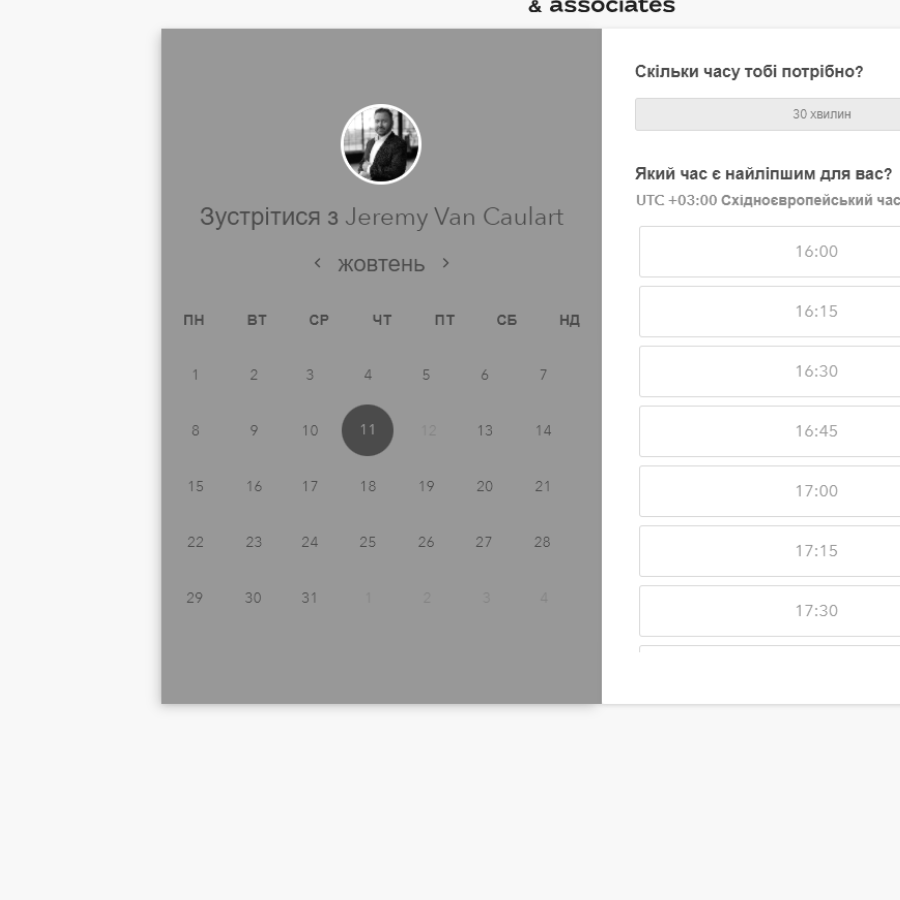 & associates
Зустрітися з Jeremy Van Caulart
жовтень
ПН ВТ СР ЧТ ПТ СБ НД
1 2 3 4 5 6 7
8 9 10 11 12 13 14
15 16 17 18 19 20 21
22 23 24 25 26 27 28
29 30 31 1 2 3 4
Скільки часу тобі потрібно?
30 хвилин
Який час є найліпшим для вас?
UTC +03:00 Східноєвропейський час
16:00
16:15
16:30
16:45
17:00
17:15
17:30